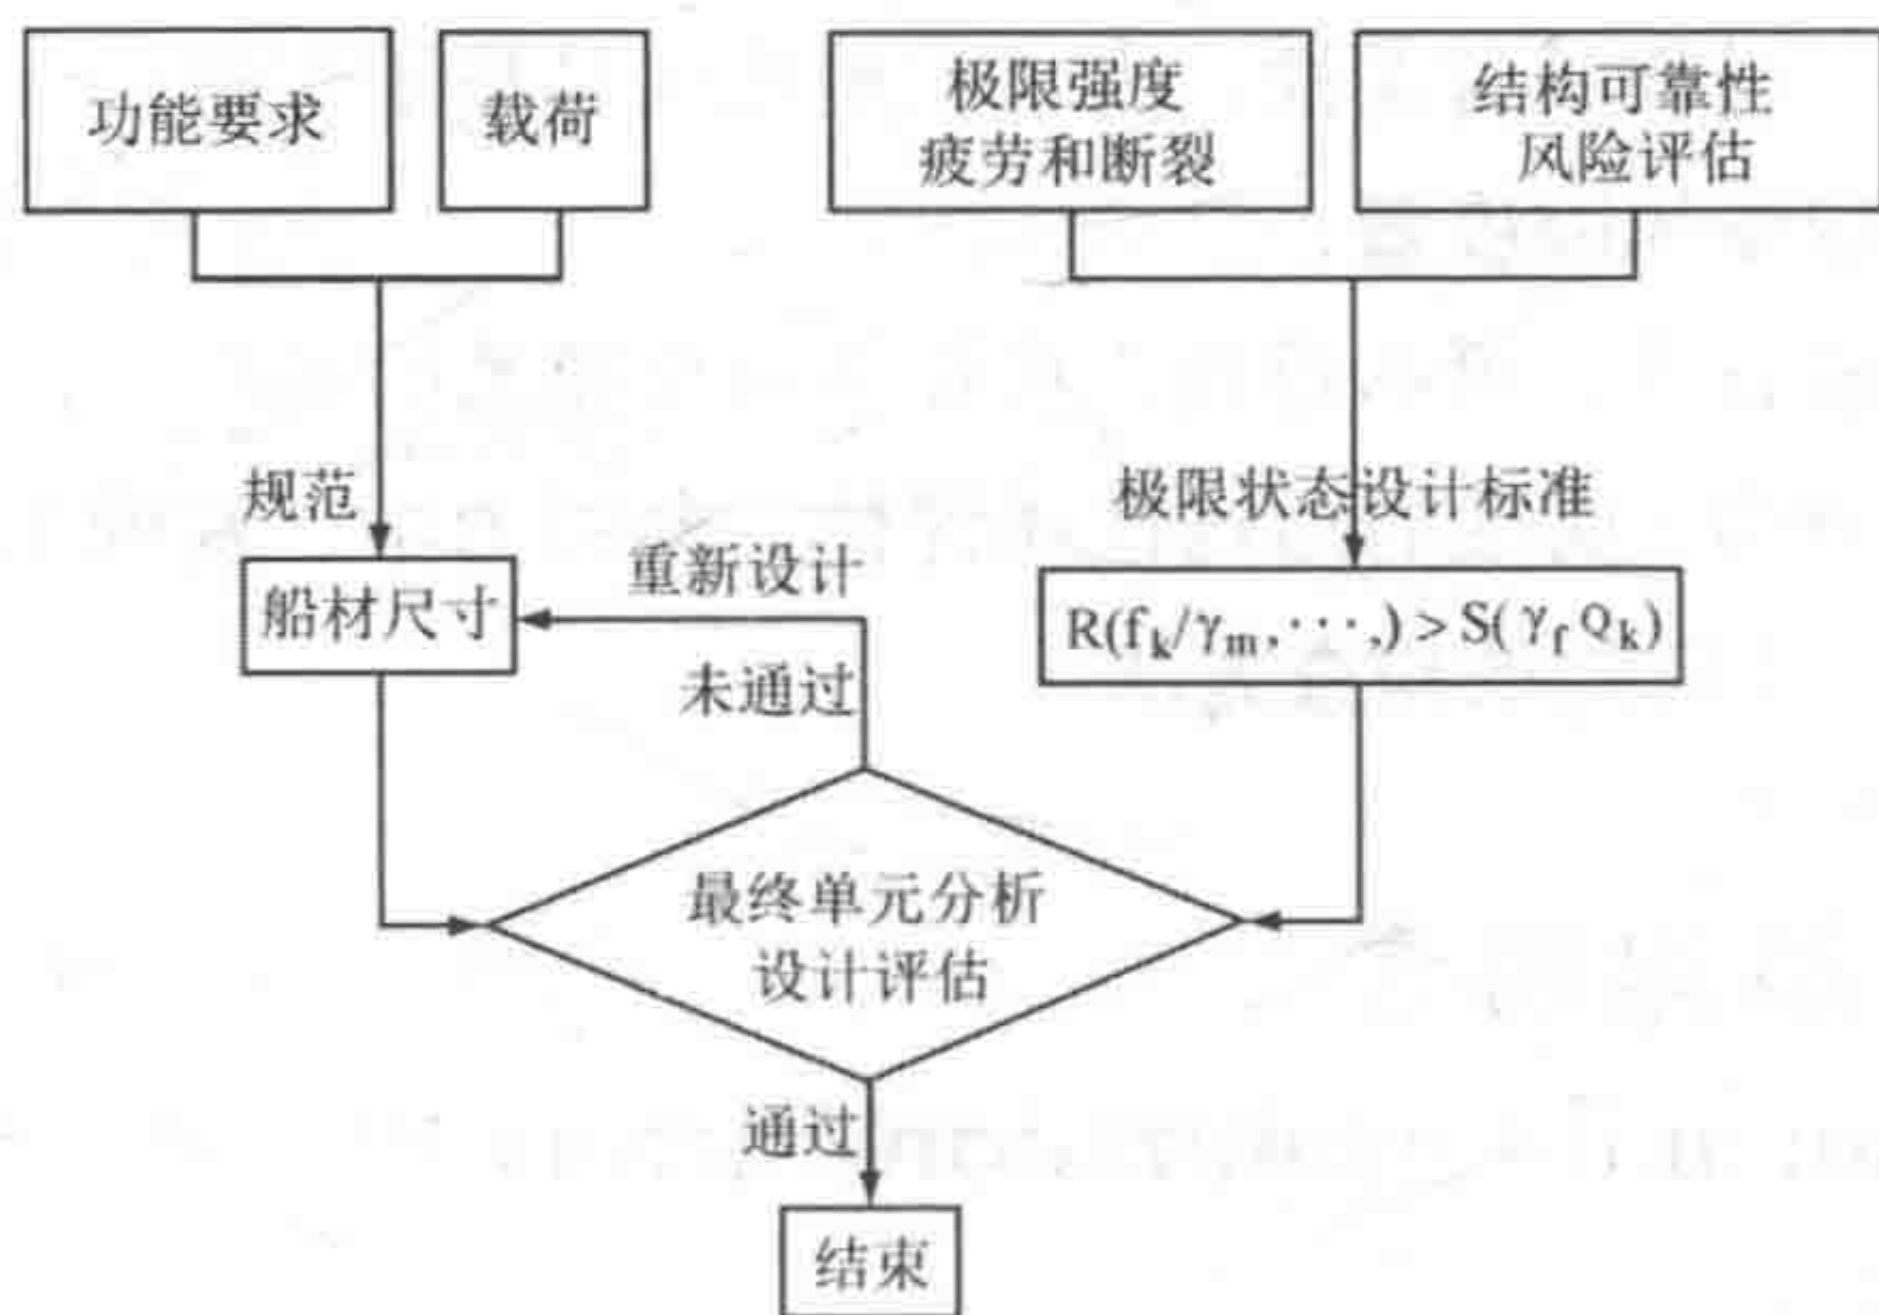 功能要求
载荷
极限强度
疲劳和断裂
结构可靠性
风险评估
规范
极限状态设计标准
重新设计
船材尺寸
R(fk/γm,···,) > S(γfQk)
未通过
最终单元分析
设计评估
通过
结束